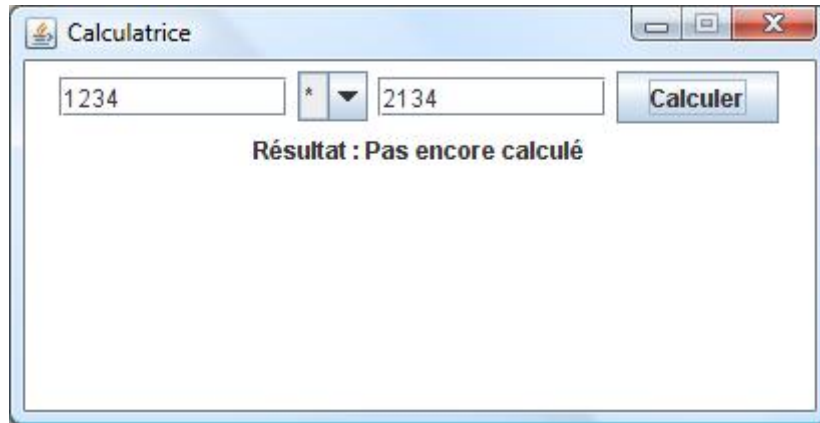 Calculatrice
1234 * 2134 Calculer
Résultat : Pas encore calculé